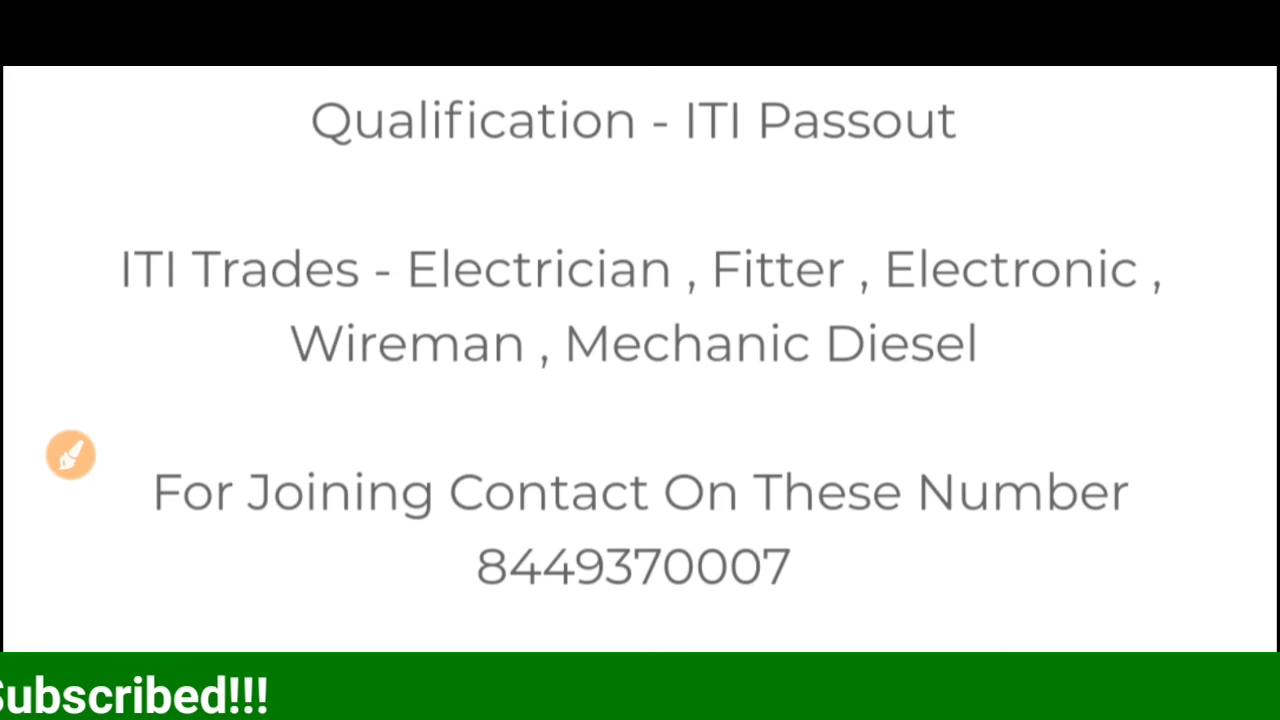 Qualification - ITI Passout
ITI Trades - Electrician , Fitter , Electronic ,
Wireman , Mechanic Diesel
For Joining Contact On These Number
8449370007
Subscribed!!!